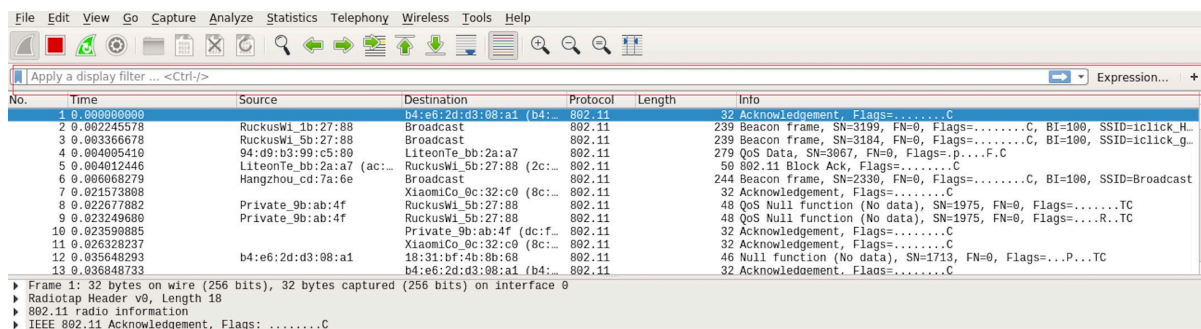 File Edit View Go Capture Analyze Statistics Telephony Wireless Tools Help
Apply a display filter ... <Ctrl-/> Expression... +
No. Time Source Destination Protocol Length Info
1 0.000000000 b4:e6:2d:d3:08:a1 (b4:… 802.11 32 Acknowledgement, Flags=........C
2 0.002245578 RuckusWi_1b:27:88 Broadcast 802.11 239 Beacon frame, SN=3199, FN=0, Flags=........C, BI=100, SSID=iclick_H…
3 0.003366678 RuckusWi_5b:27:88 Broadcast 802.11 239 Beacon frame, SN=3184, FN=0, Flags=........C, BI=100, SSID=iclick_g…
4 0.004005410 94:d9:b3:99:c5:80 LiteonTe_bb:2a:a7 802.11 279 QoS Data, SN=3067, FN=0, Flags=.p....F.C
5 0.004012446 LiteonTe_bb:2a:a7 (ac:… RuckusWi_5b:27:88 (2c:… 802.11 50 802.11 Block Ack, Flags=........C
6 0.006068279 Hangzhou_cd:7a:6e Broadcast 802.11 244 Beacon frame, SN=2330, FN=0, Flags=........C, BI=100, SSID=Broadcast
7 0.021573808 XiaomiCo_0c:32:c0 (8c:… 802.11 32 Acknowledgement, Flags=........C
8 0.022677882 Private_9b:ab:4f RuckusWi_5b:27:88 802.11 48 QoS Null function (No data), SN=1975, FN=0, Flags=.......TC
9 0.023249680 Private_9b:ab:4f RuckusWi_5b:27:88 802.11 48 QoS Null function (No data), SN=1975, FN=0, Flags=....R..TC
10 0.023590885 Private_9b:ab:4f (dc:f… 802.11 32 Acknowledgement, Flags=........C
11 0.026328237 XiaomiCo_0c:32:c0 (8c:… 802.11 32 Acknowledgement, Flags=........C
12 0.035648293 b4:e6:2d:d3:08:a1 18:31:bf:4b:8b:68 802.11 46 Null function (No data), SN=1713, FN=0, Flags=...P...TC
13 0.036848733 b4:e6:2d:d3:08:a1 (b4:… 802.11 32 Acknowledgement, Flags=........C
Frame 1: 32 bytes on wire (256 bits), 32 bytes captured (256 bits) on interface 0
Radiotap Header v0, Length 18
802.11 radio information
IEEE 802.11 Acknowledgement, Flags: ........C